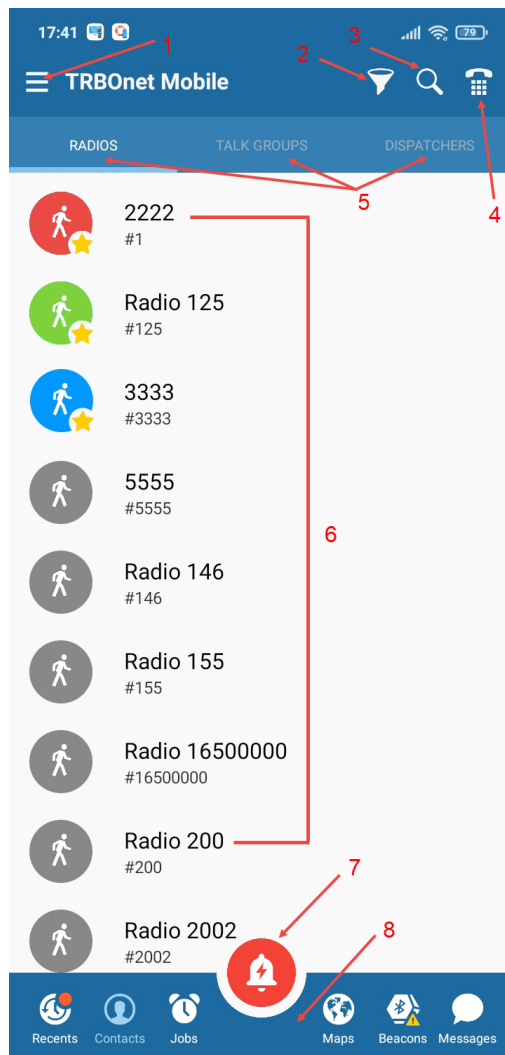 17:41
79
1
2
3
TRBOnet Mobile
RADIOS
TALK GROUPS
DISPATCHERS
5
4
2222
#1
Radio 125
#125
3333
#3333
5555
#5555
6
Radio 146
#146
Radio 155
#155
Radio 16500000
#16500000
Radio 200
#200
7
Radio 2002
#2002
8
Recents
Contacts
Jobs
Maps
Beacons
Messages